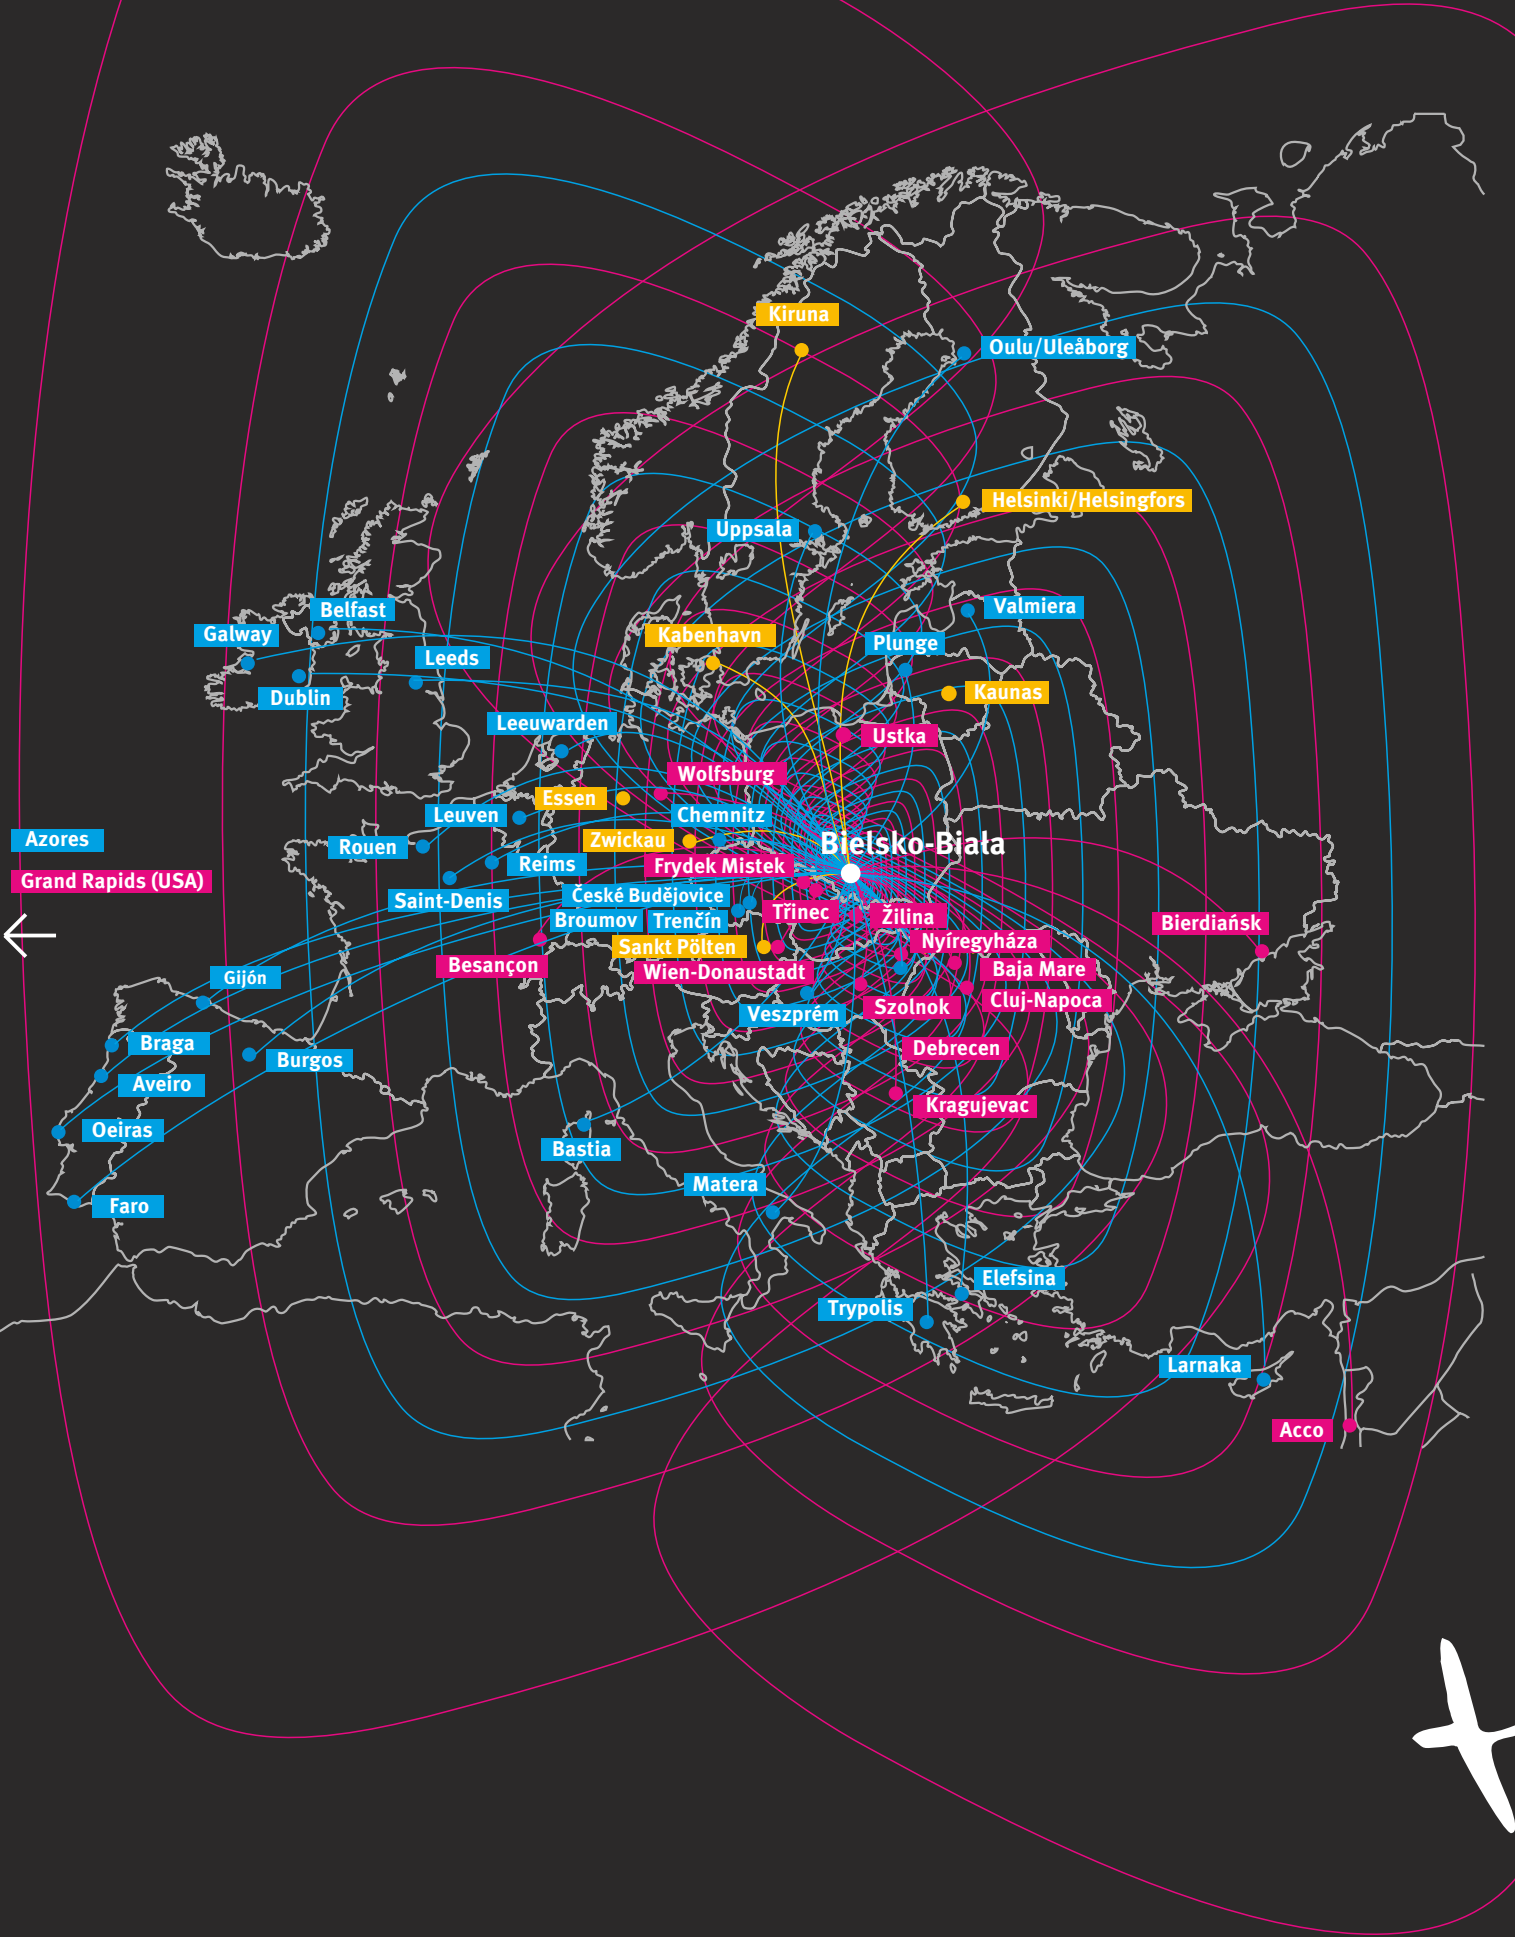 Kiruna
Oulu/Uleåborg
Helsinki/Helsingfors
Uppsala
Belfast
Valmiera
Galway
Kabenhavn
Plunge
Leeds
Dublin
Kaunas
Leeuwarden
Ustka
Wolfsburg
Essen
Leuven
Chemnitz
Azores
Rouen
Zwickau
Bielsko-Biała
Reims
Frydek Mistek
Grand Rapids (USA)
Saint-Denis
České Budějovice
Broumov
Trenčín
Třinec
Žilina
Bierdiańsk
Sankt Pölten
Nyíregyháza
Besançon
Wien-Donaustadt
Baja Mare
Gijón
Cluj-Napoca
Veszprém
Szolnok
Braga
Burgos
Debrecen
Aveiro
Kragujevac
Oeiras
Bastia
Matera
Faro
Elefsina
Trypolis
Larnaka
Acco